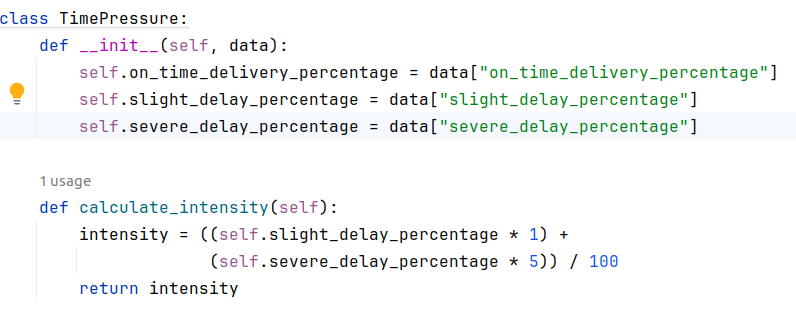 class TimePressure:
    def __init__(self, data):
        self.on_time_delivery_percentage = data["on_time_delivery_percentage"]
        self.slight_delay_percentage = data["slight_delay_percentage"]
        self.severe_delay_percentage = data["severe_delay_percentage"]
    1 usage
    def calculate_intensity(self):
        intensity = ((self.slight_delay_percentage * 1) +
                     (self.severe_delay_percentage * 5)) / 100
        return intensity